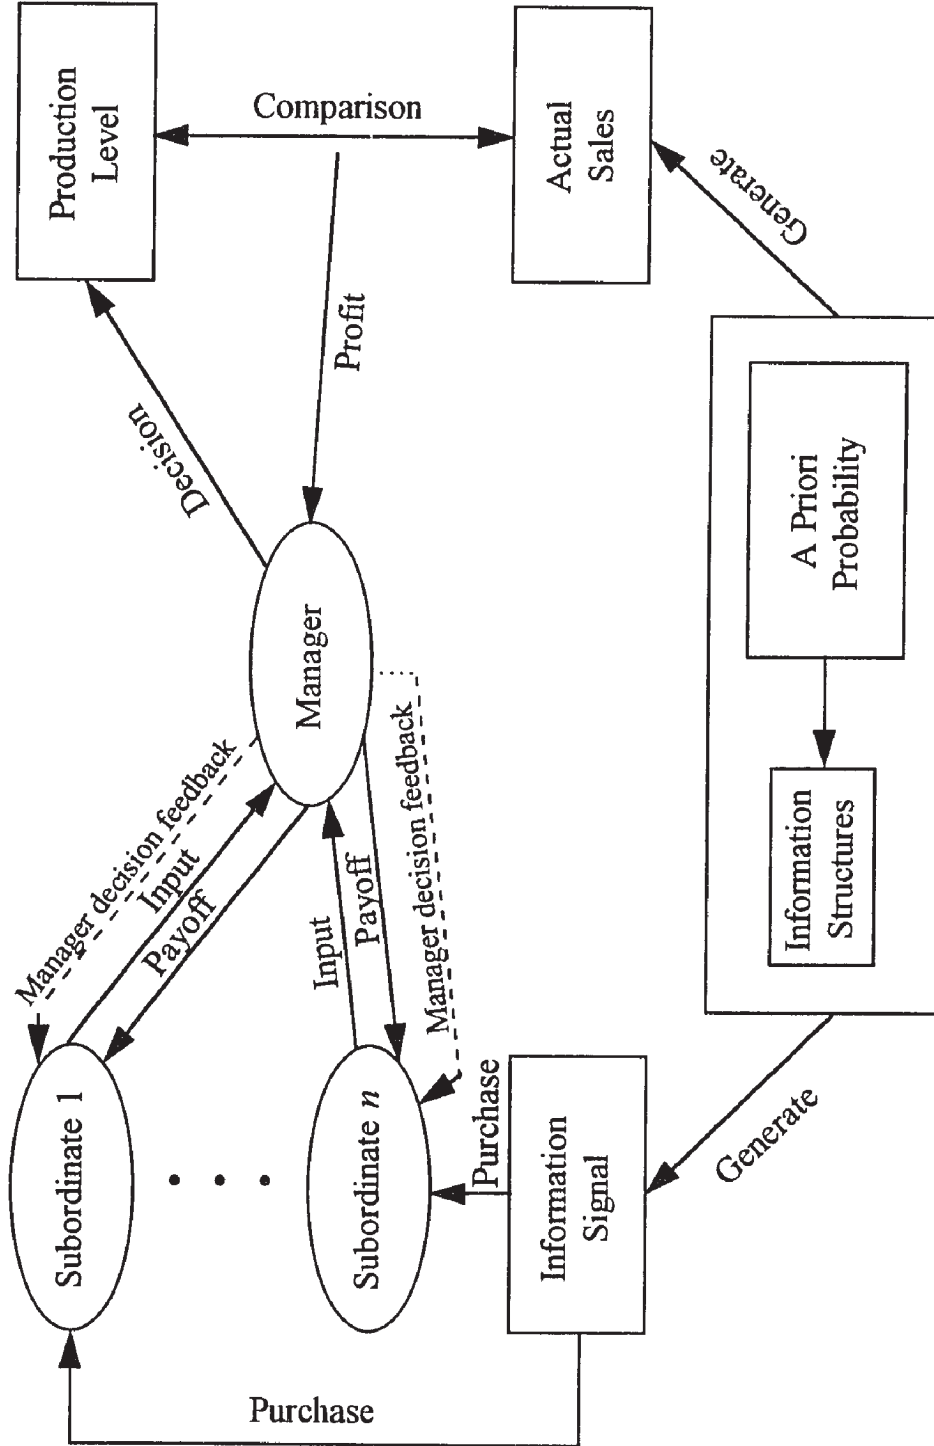 Subordinate 1
Subordinate n
Manager decision feedback
Input
Payoff
Input
Payoff
Manager decision feedback
Manager
Decision
Profit
Production
Level
Comparison
Actual
Sales
Purchase
Purchase
Information
Signal
Generate
Generate
Information
Structures
A Priori
Probability